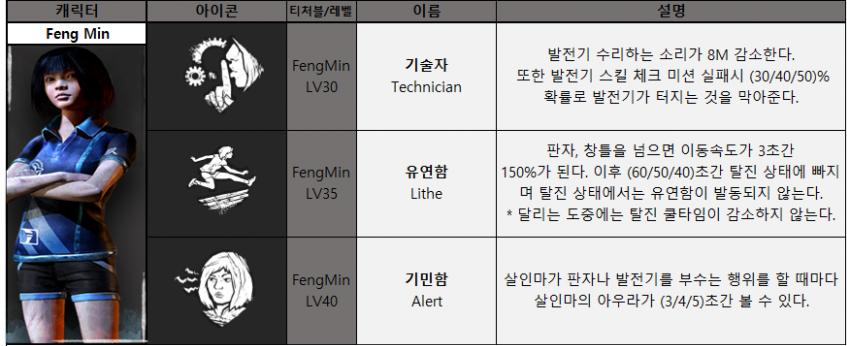 캐릭터 아이콘 티처블/레벨 이름 설명
Feng Min
FengMin
LV30
기술자
Technician
발전기 수리하는 소리가 8M 감소한다.
또한 발전기 스킬 체크 미션 실패시 (30/40/50)%
확률로 발전기가 터지는 것을 막아준다.
FengMin
LV35
유연함
Lithe
판자, 창틀을 넘으면 이동속도가 3초간
150%가 된다. 이후 (60/50/40)초간 탈진 상태에 빠지
며 탈진 상태에서는 유연함이 발동되지 않는다.
* 달리는 도중에는 탈진 쿨타임이 감소하지 않는다.
FengMin
LV40
기민함
Alert
살인마가 판자나 발전기를 부수는 행위를 할 때마다
살인마의 아우라가 (3/4/5)초간 볼 수 있다.